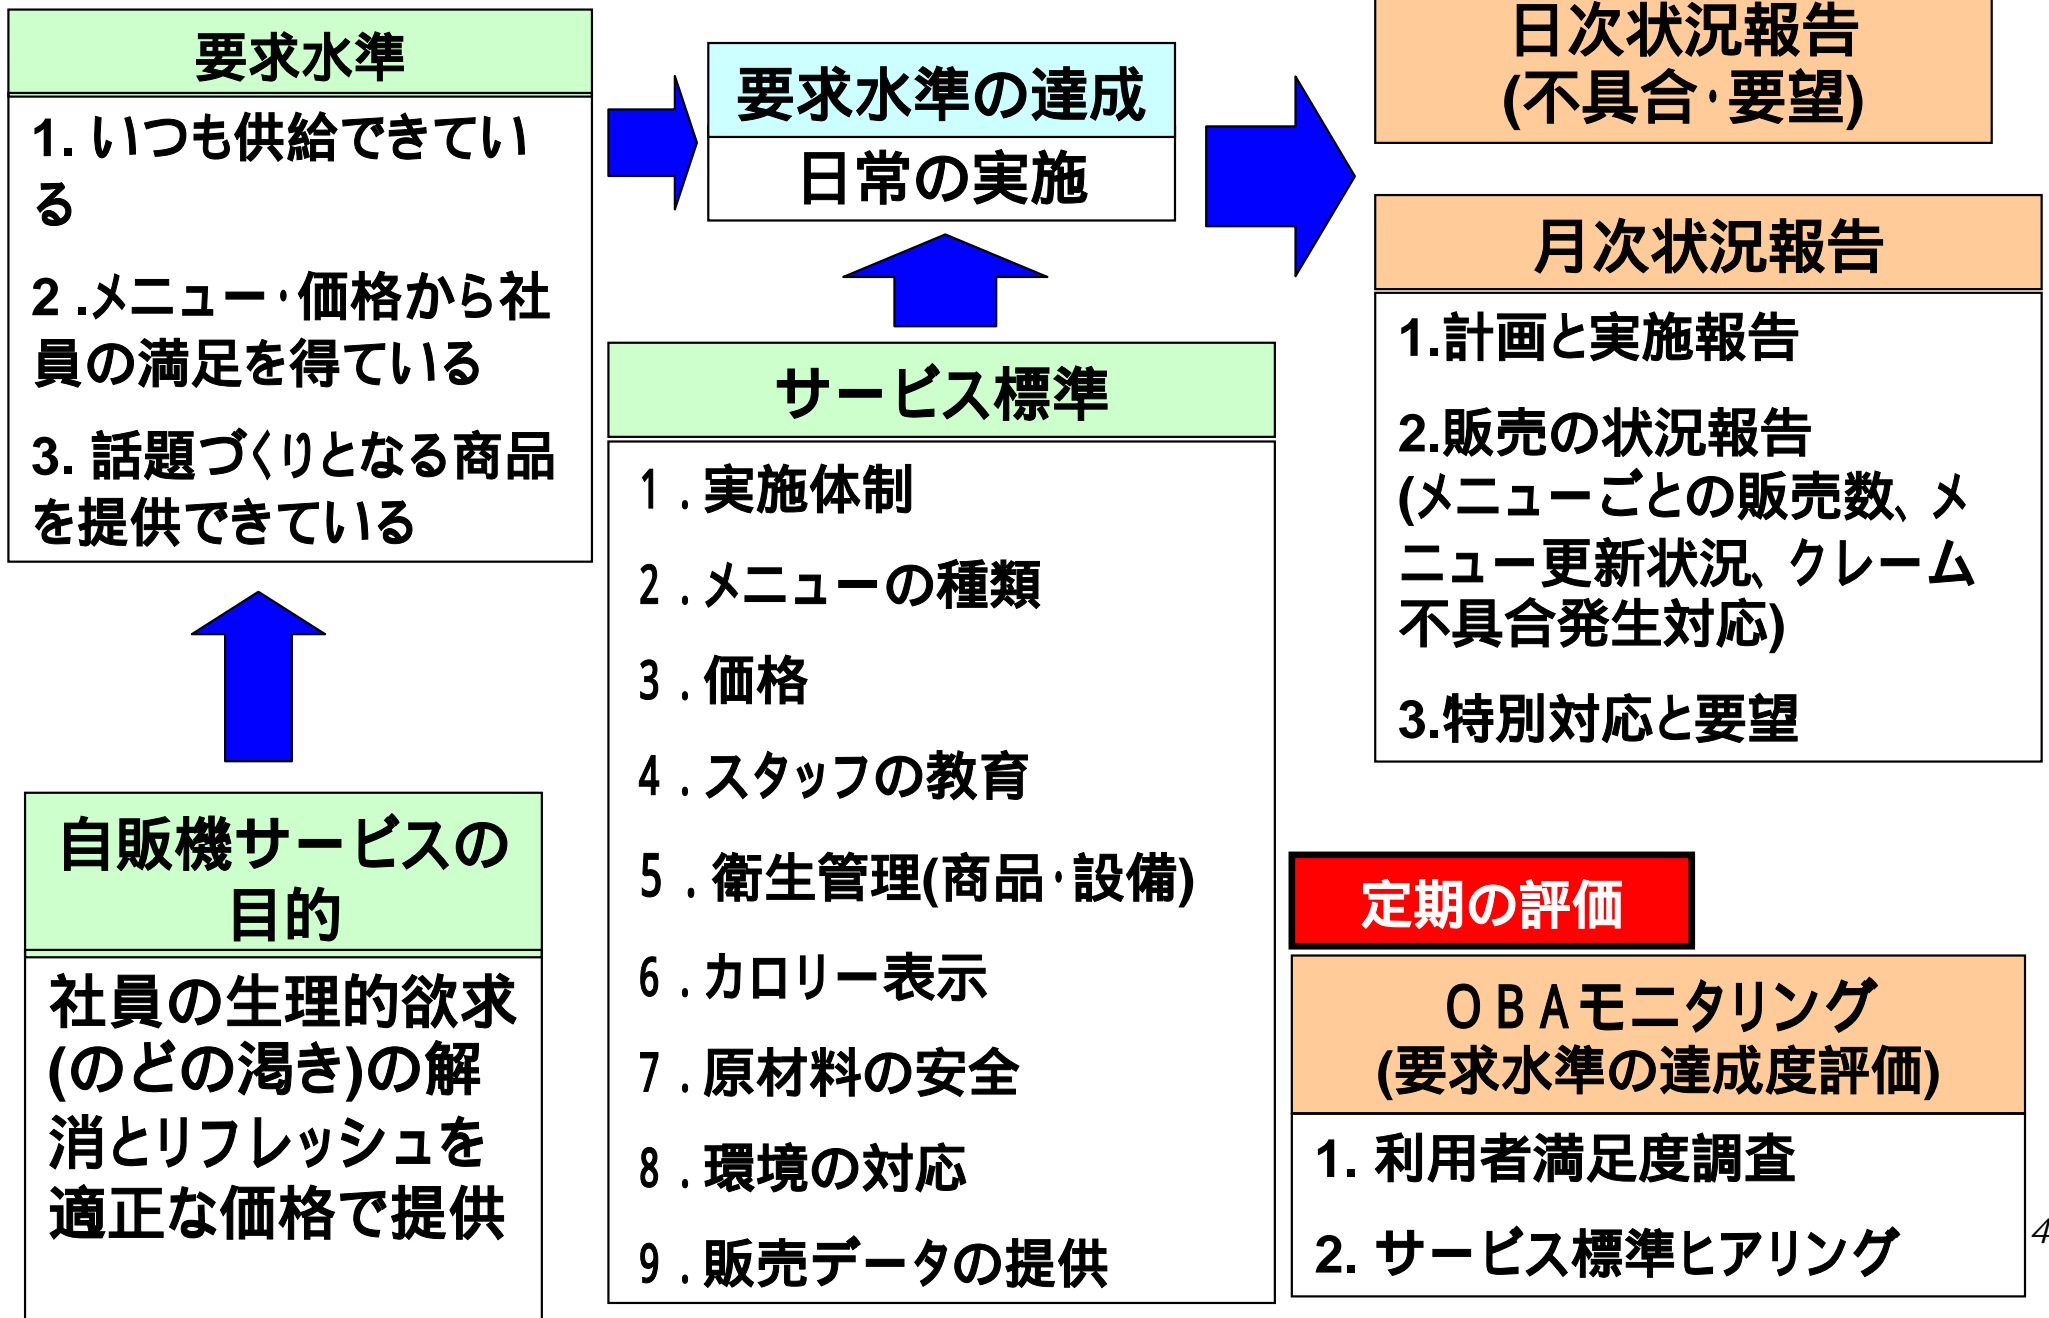 要求水準
1. いつも供給できてい
る
2 .メニュー・価格から社
員の満足を得ている
3. 話題づくりとなる商品
を提供できている
自販機サービスの
目的
社員の生理的欲求
(のどの渇き)の解
消とリフレッシュを
適正な価格で提供
要求水準の達成
日常の実施
サービス標準
1．実施体制
2．メニューの種類
3．価格
4．スタッフの教育
5．衛生管理(商品・設備)
6．カロリー表示
7．原材料の安全
8．環境の対応
9．販売データの提供
日次状況報告
(不具合・要望)
月次状況報告
1.計画と実施報告
2.販売の状況報告
(メニューごとの販売数、メ
ニュー更新状況、クレーム
不具合発生対応)
3.特別対応と要望
定期の評価
ＯＢＡモニタリング
(要求水準の達成度評価)
1. 利用者満足度調査
2. サービス標準ヒアリング
4